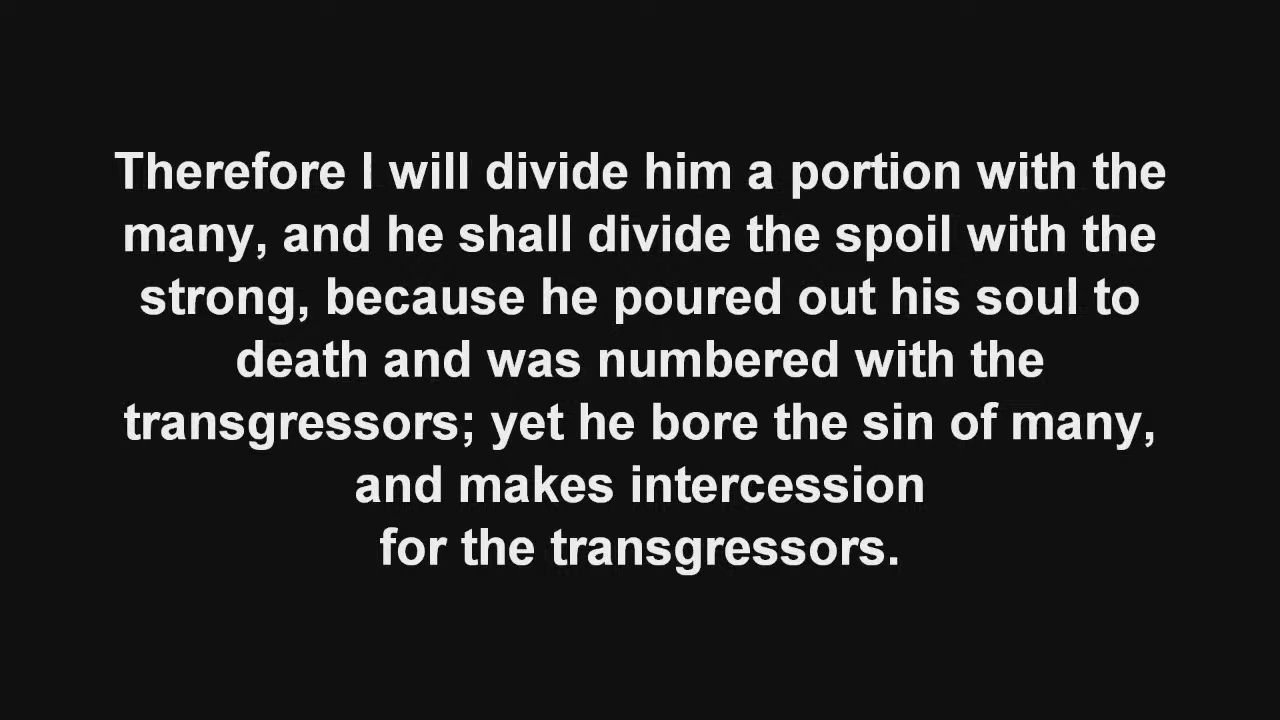 Therefore I will divide him a portion with the
many, and he shall divide the spoil with the
strong, because he poured out his soul to
death and was numbered with the
transgressors; yet he bore the sin of many,
and makes intercession
for the transgressors.